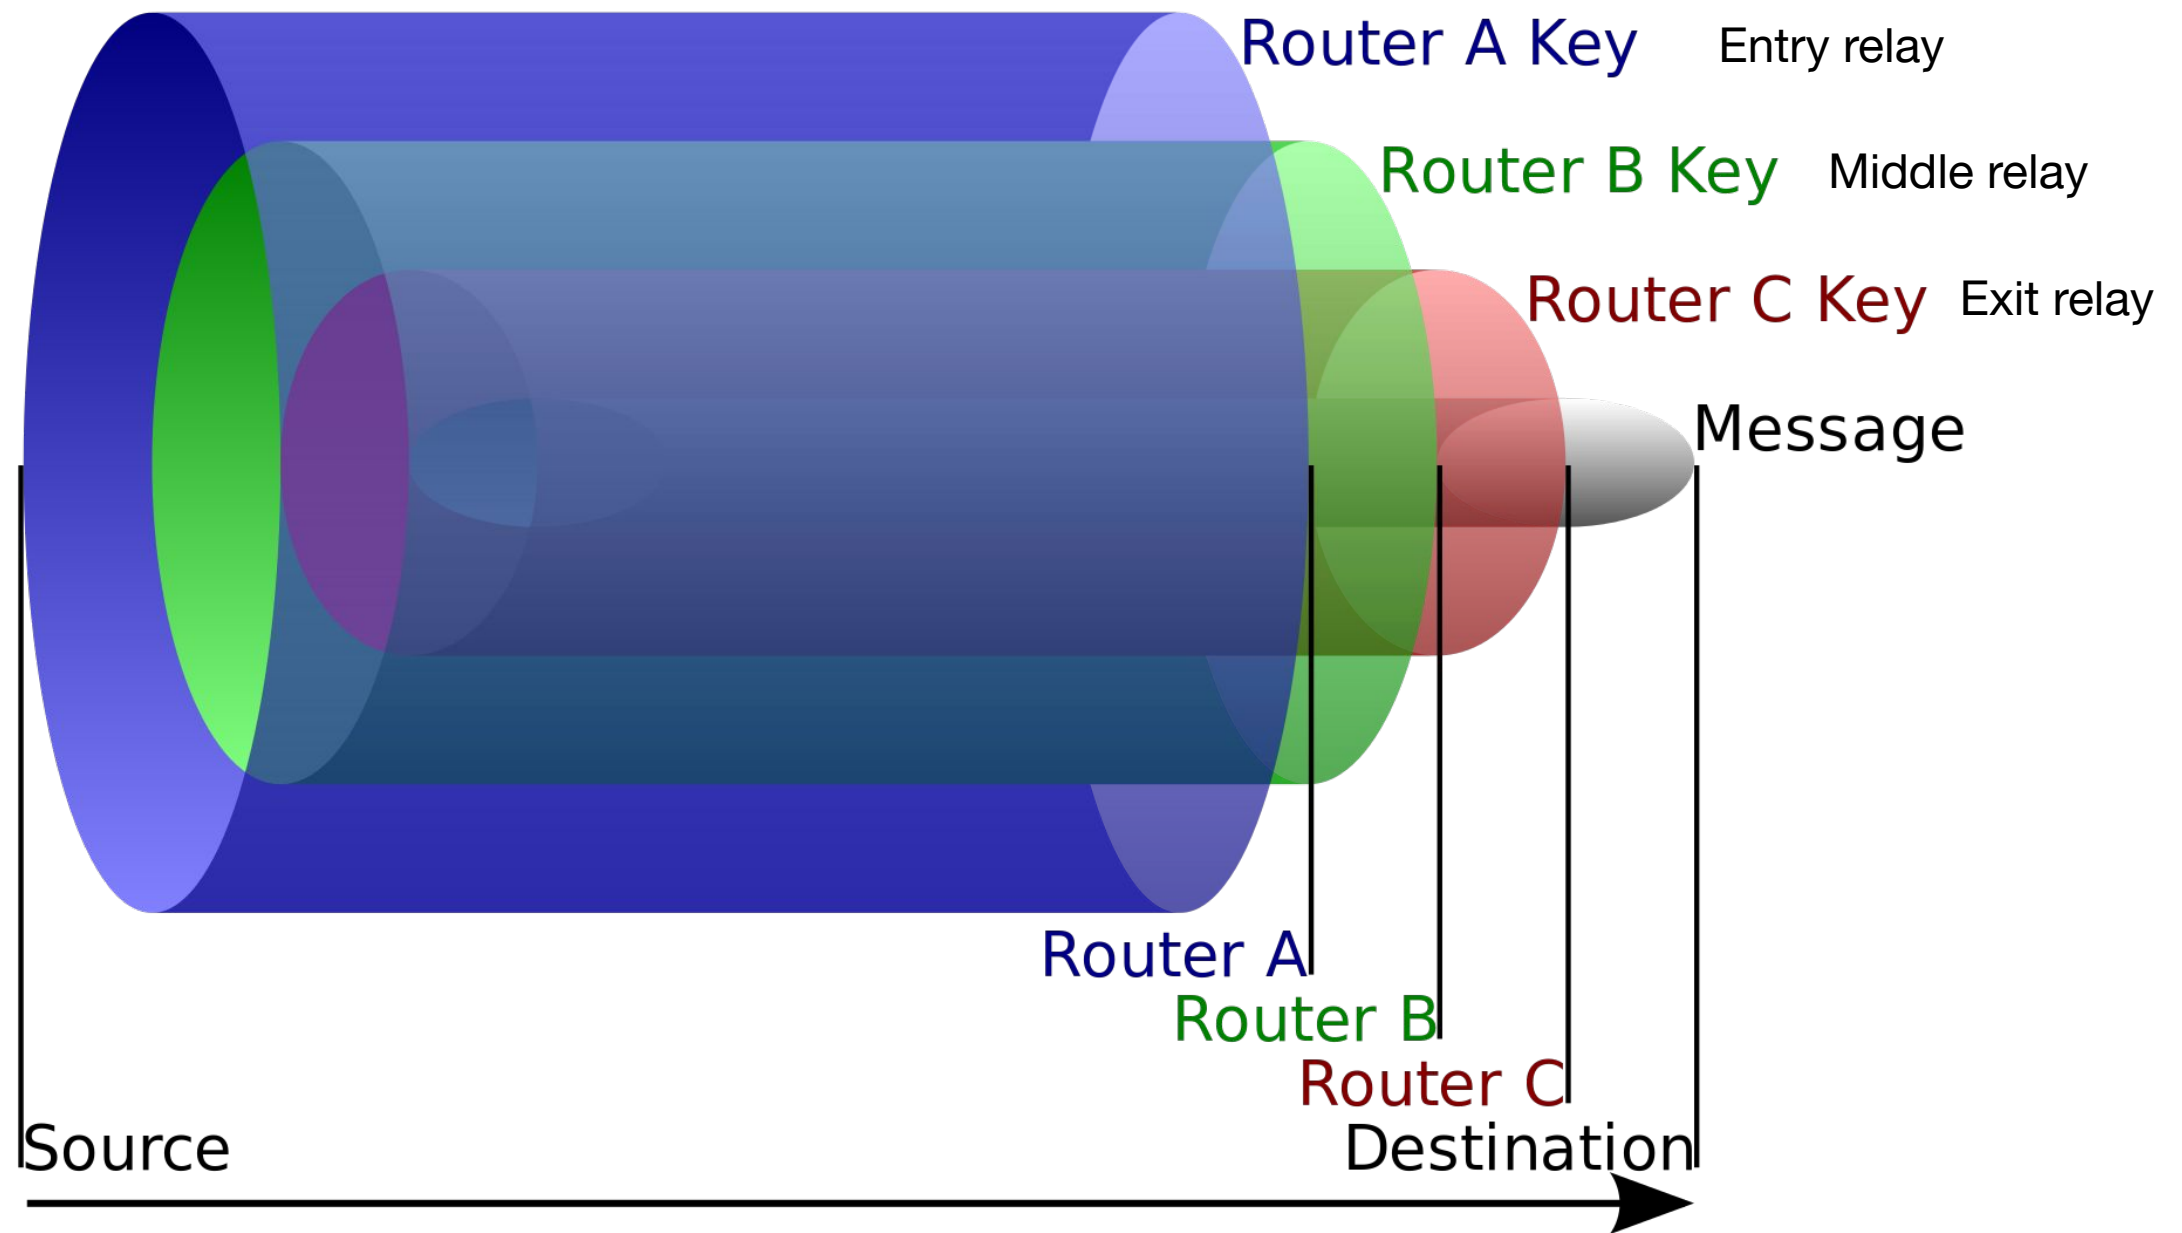 Router A Key Entry relay
Router B Key Middle relay
Router C Key Exit relay
Message
Router A
Router B
Router C
Source Destination